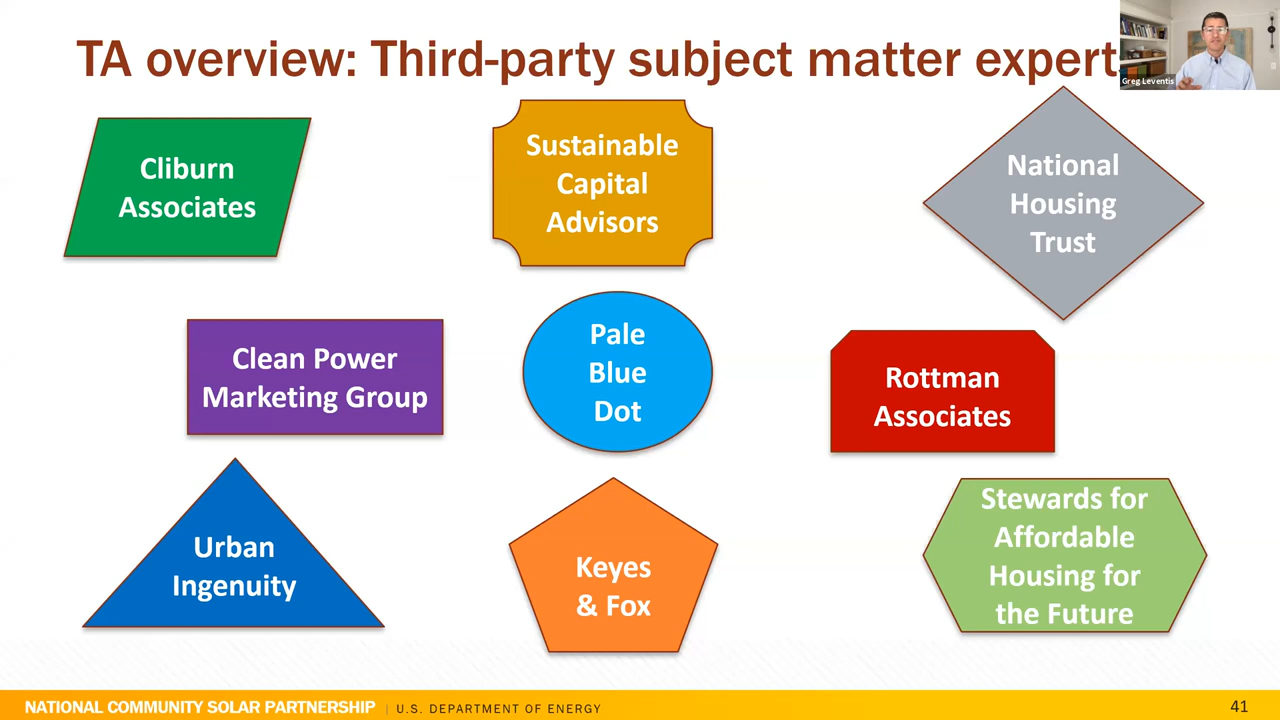 TA overview: Third-party subject matter expert
Greg Leventis
Cliburn
Associates
Sustainable
Capital
Advisors
National
Housing
Trust
Clean Power
Marketing Group
Pale
Blue
Dot
Rottman
Associates
Urban
Ingenuity
Keyes
& Fox
Stewards for
Affordable
Housing for
the Future
NATIONAL COMMUNITY SOLAR PARTNERSHIP | U.S. DEPARTMENT OF ENERGY
41